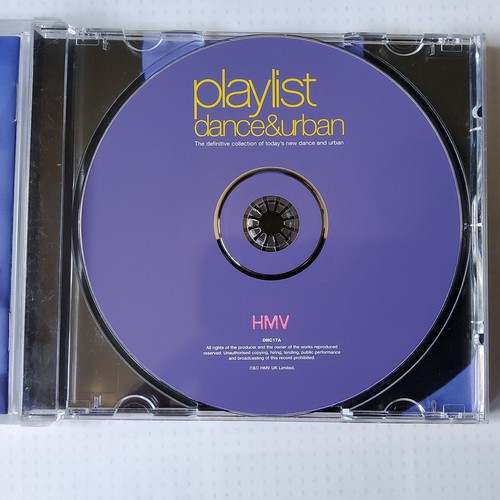 playlist
dance&urban
The definitive collection of today's new dance and urban
HMV
DNC17A
All rights of the producer and the owner of the works reproduced
reserved. Unauthorised copying, hiring, lending, public performance
and broadcasting of this record prohibited.
℗&© HMV UK Limited.